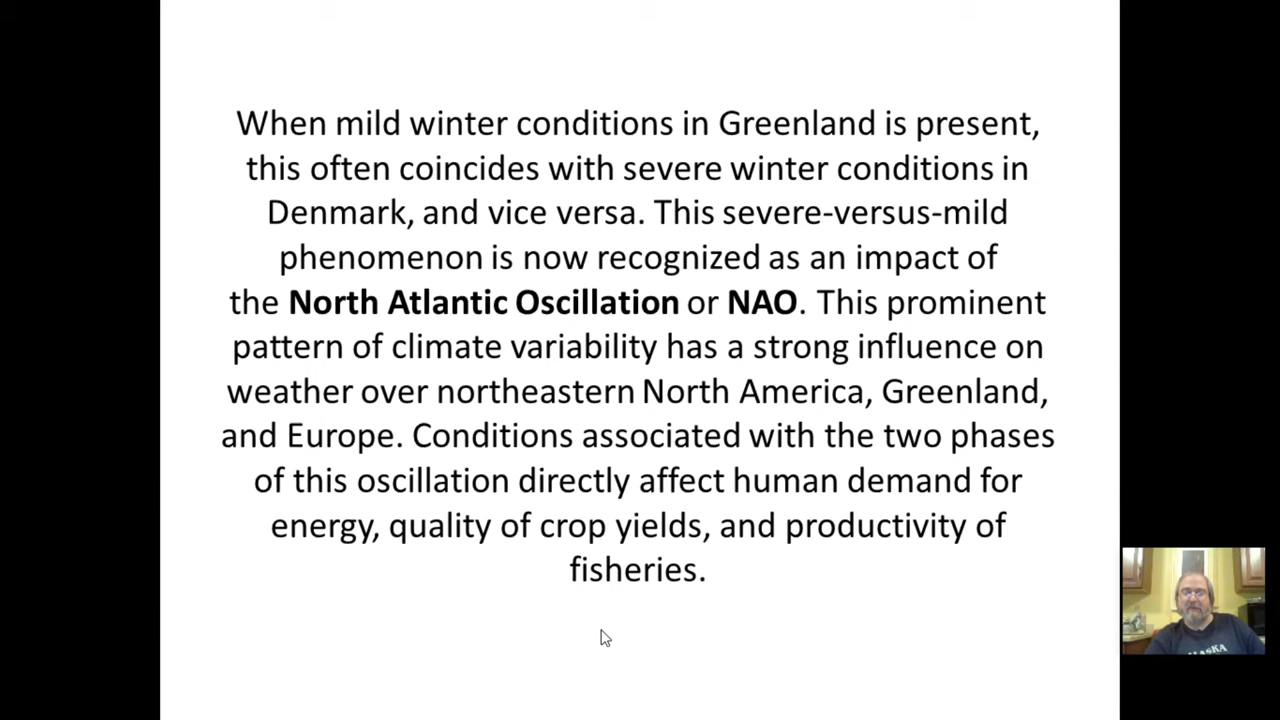 When mild winter conditions in Greenland is present,
this often coincides with severe winter conditions in
Denmark, and vice versa. This severe-versus-mild
phenomenon is now recognized as an impact of
the North Atlantic Oscillation or NAO. This prominent
pattern of climate variability has a strong influence on
weather over northeastern North America, Greenland,
and Europe. Conditions associated with the two phases
of this oscillation directly affect human demand for
energy, quality of crop yields, and productivity of
fisheries.